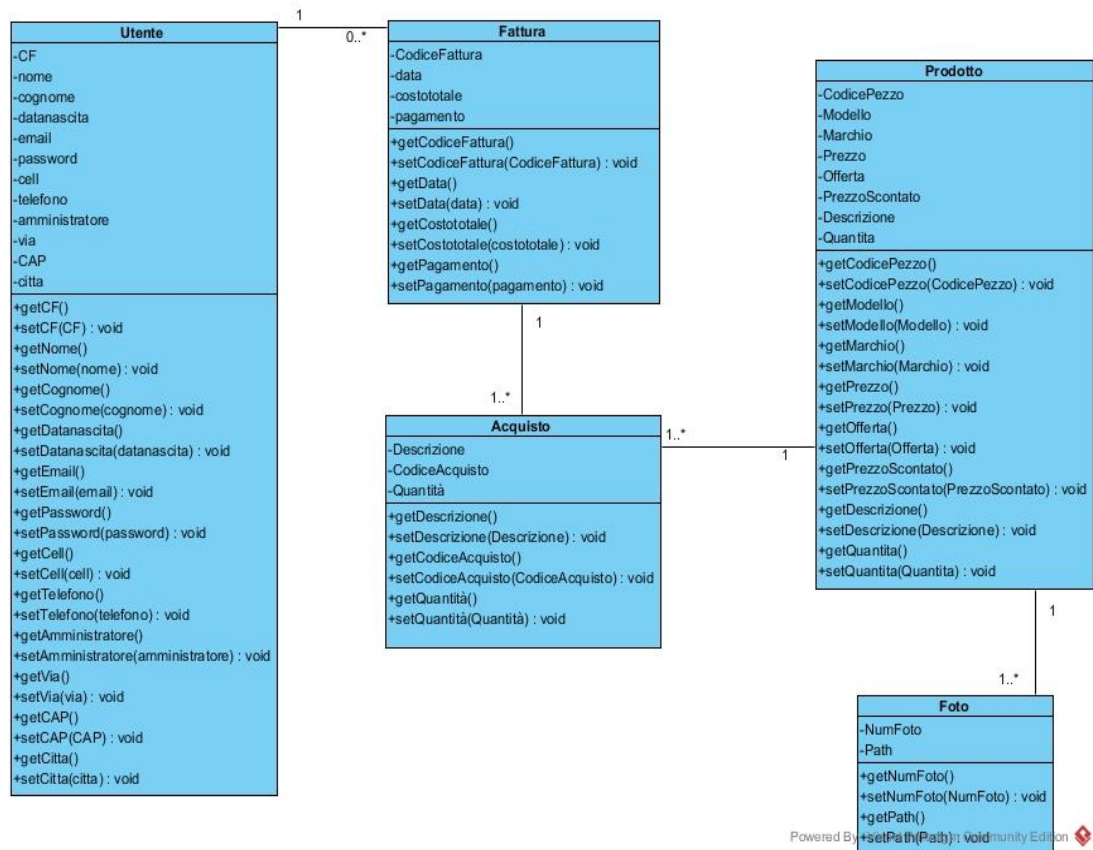 Utente
-CF
-nome
-cognome
-datanascita
-email
-password
-cell
-telefono
-amministratore
-via
-CAP
-citta
+getCF()
+setCF(CF) : void
+getNome()
+setNome(nome) : void
+getCognome()
+setCognome(cognome) : void
+getDatanascita()
+setDatanascita(datanascita) : void
+getEmail()
+setEmail(email) : void
+getPassword()
+setPassword(password) : void
+getCell()
+setCell(cell) : void
+getTelefono()
+setTelefono(telefono) : void
+getAmministratore()
+setAmministratore(amministratore) : void
+getVia()
+setVia(via) : void
+getCAP()
+setCAP(CAP) : void
+getCitta()
+setCitta(citta) : void
1
0..*
Fattura
-CodiceFattura
-data
-costototale
-pagamento
+getCodiceFattura()
+setCodiceFattura(CodiceFattura) : void
+getData()
+setData(data) : void
+getCostototale()
+setCostototale(costototale) : void
+getPagamento()
+setPagamento(pagamento) : void
1
1..*
Acquisto
-Descrizione
-CodiceAcquisto
-Quantità
+getDescrizione()
+setDescrizione(Descrizione) : void
+getCodiceAcquisto()
+setCodiceAcquisto(CodiceAcquisto) : void
+getQuantità()
+setQuantità(Quantità) : void
1..*
1
Prodotto
-CodicePezzo
-Modello
-Marchio
-Prezzo
-Offerta
-PrezzoScontato
-Descrizione
-Quantita
+getCodicePezzo()
+setCodicePezzo(CodicePezzo) : void
+getModello()
+setModello(Modello) : void
+getMarchio()
+setMarchio(Marchio) : void
+getPrezzo()
+setPrezzo(Prezzo) : void
+getOfferta()
+setOfferta(Offerta) : void
+getPrezzoScontato()
+setPrezzoScontato(PrezzoScontato) : void
+getDescrizione()
+setDescrizione(Descrizione) : void
+getQuantita()
+setQuantita(Quantita) : void
1
1..*
Foto
-NumFoto
-Path
+getNumFoto()
+setNumFoto(NumFoto) : void
+getPath()
+setPath(Path) : void
Powered By Community Edition